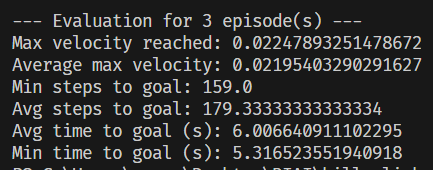 --- Evaluation for 3 episode(s) ---
Max velocity reached: 0.02247893251478672
Average max velocity: 0.02195403290291627
Min steps to goal: 159.0
Avg steps to goal: 179.33333333333334
Avg time to goal (s): 6.006640911102295
Min time to goal (s): 5.316523551940918